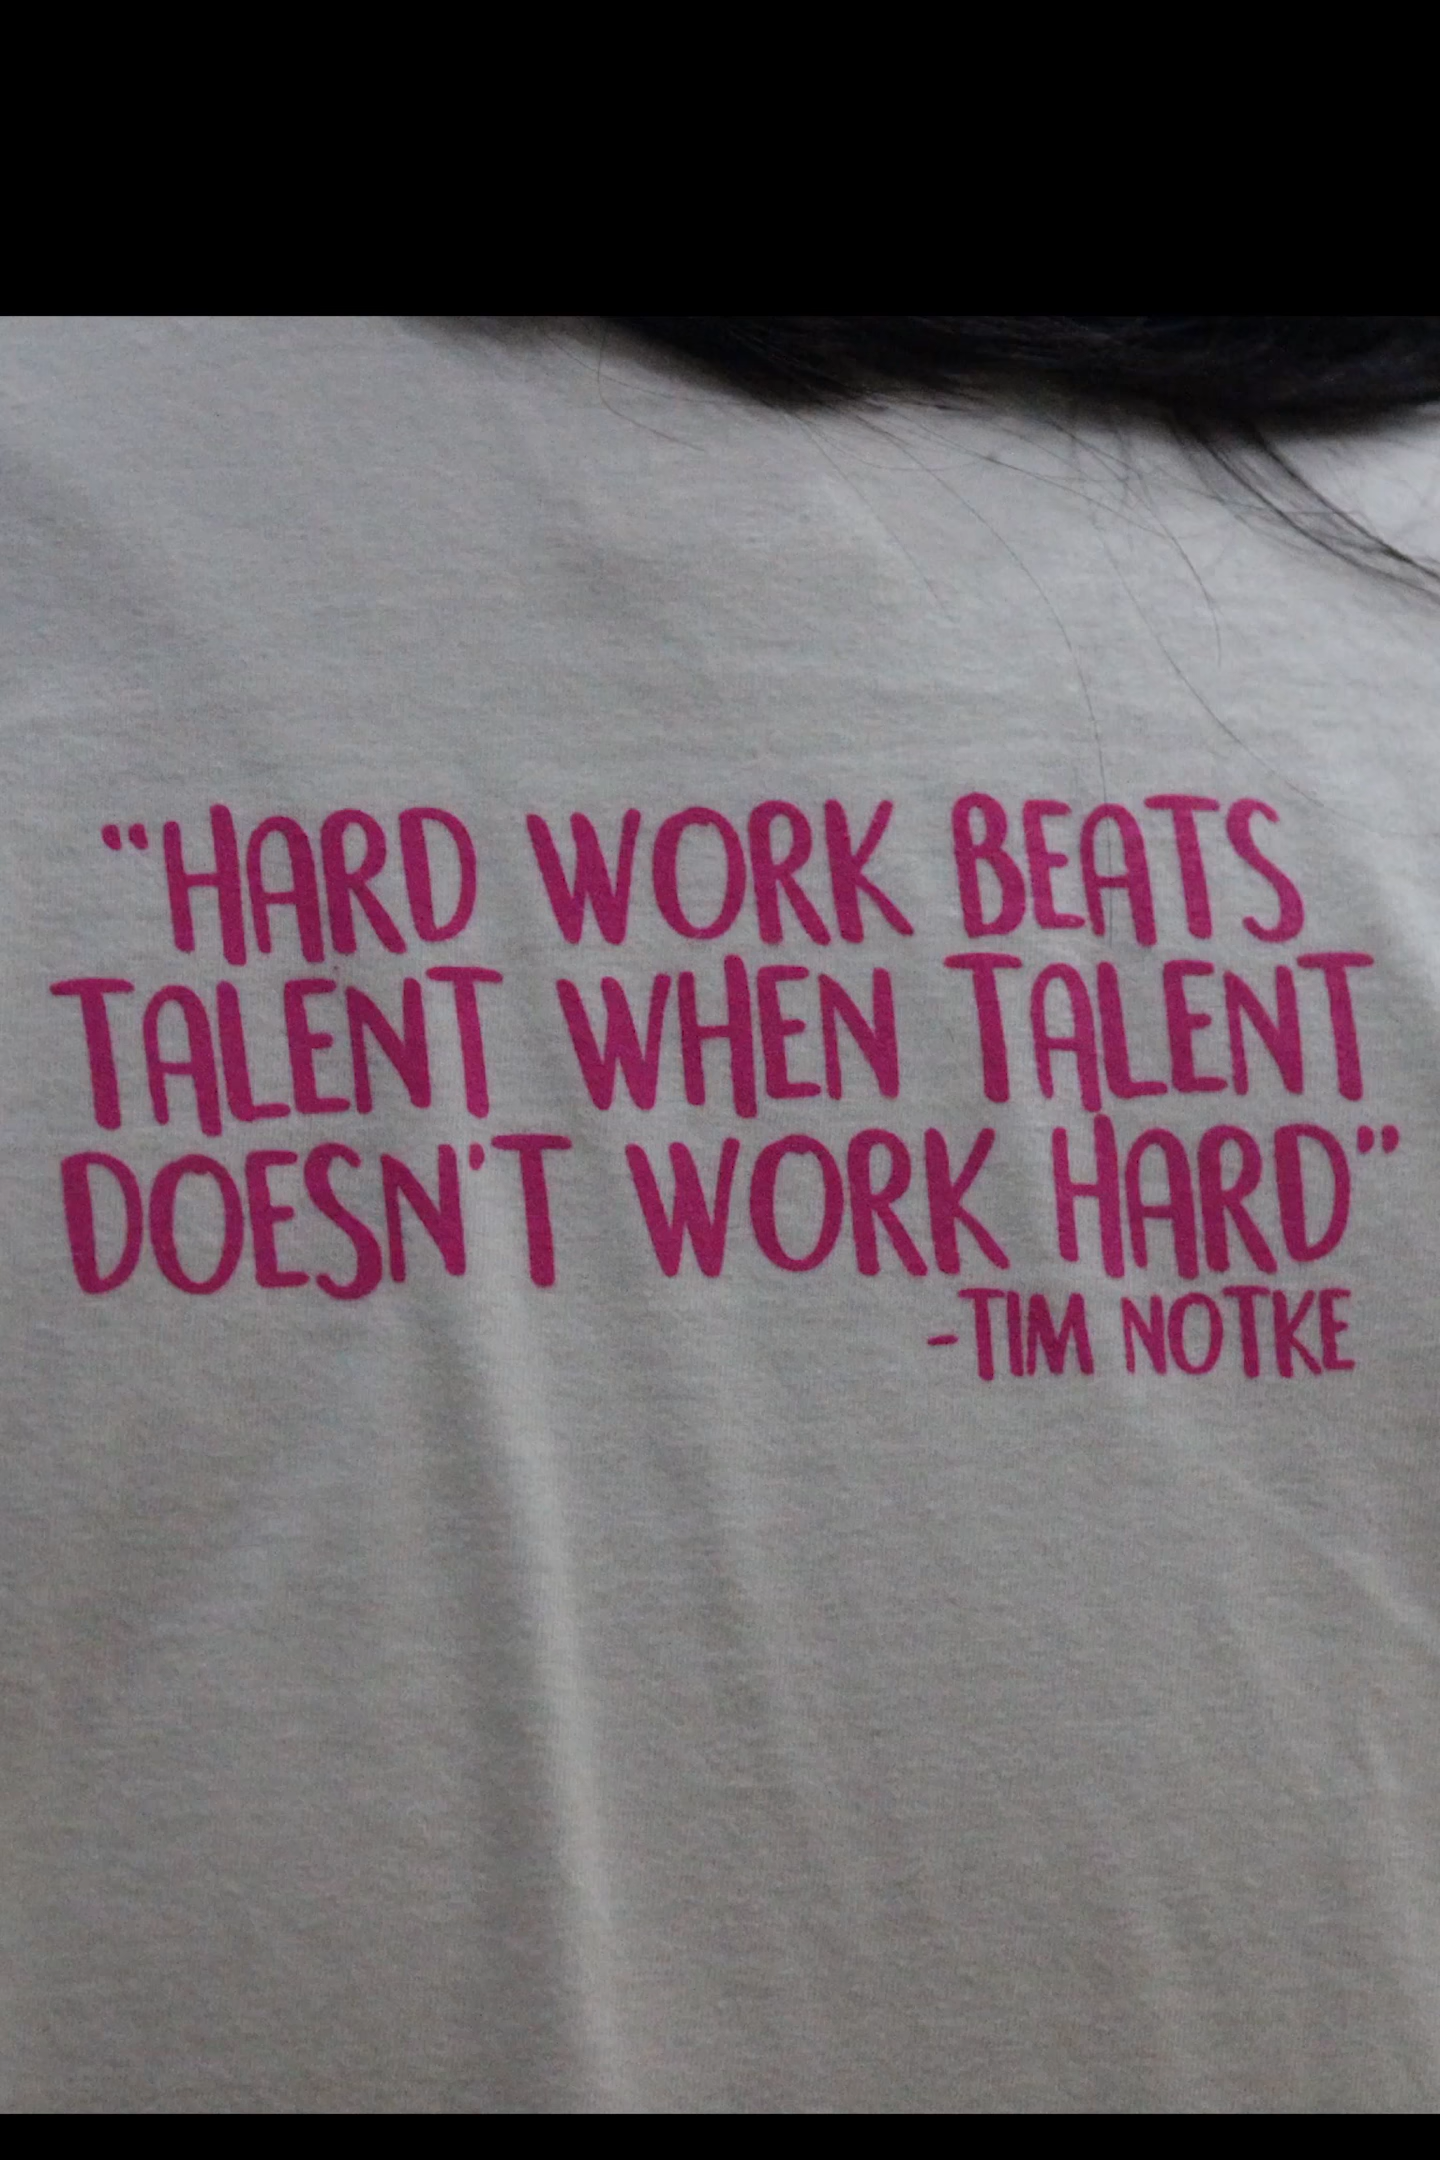 “HARD WORK BEATS
TALENT WHEN TALENT
DOESN'T WORK HARD”
-TIM NOTKE